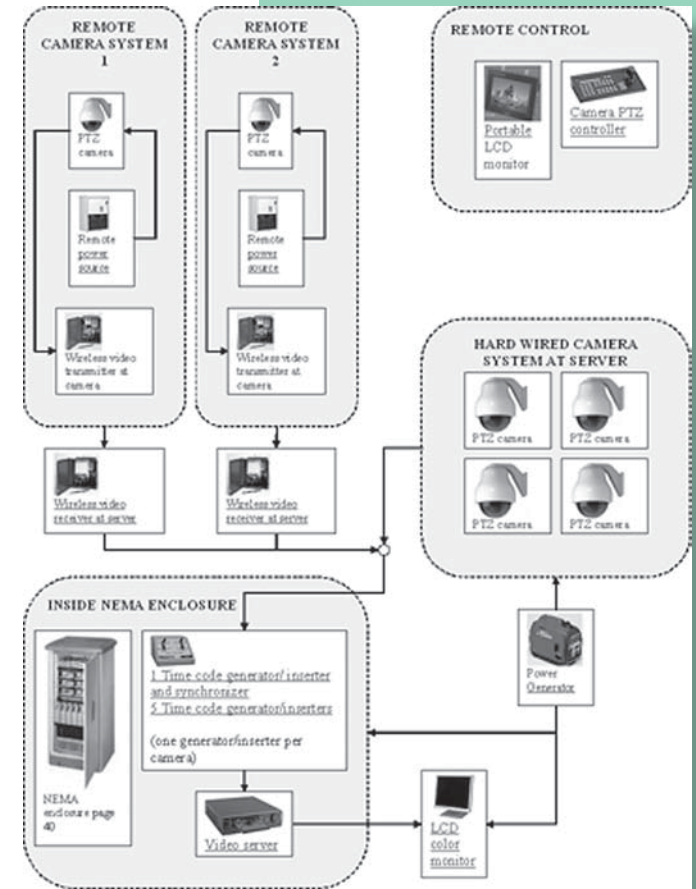 REMOTE
CAMERA SYSTEM
1
PTZ
camera
Remote
power
source
Wireless video
transmitter at
camera
REMOTE
CAMERA SYSTEM
2
PTZ
camera
Remote
power
source
Wireless video
transmitter at
camera
REMOTE CONTROL
Portable
LCD
monitor
Camera PTZ
controller
Wireless video
receiver at server
Wireless video
receiver at server
HARD WIRED CAMERA
SYSTEM AT SERVER
PTZ camera
PTZ camera
PTZ camera
PTZ camera
INSIDE NEMA ENCLOSURE
NEMA
enclosure page
40
1 Time code generator/ inserter
and synchronizer
5 Time code generator/inserters
(one generator/inserter per
camera)
Video server
Power
Generator
LCD
color
monitor